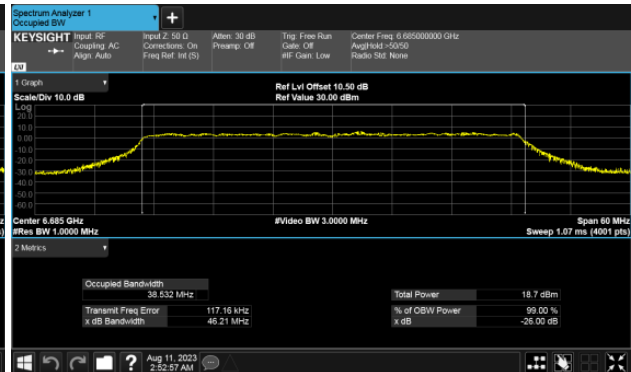 Spectrum Analyzer 1
Occupied BW
KEYSIGHT Input: RF Input Z: 50 Ω Atten: 30 dB Trig: Free Run Center Freq: 6.685000000 GHz
Coupling: AC Corrections: On Preamp: Off Gate: Off Avg|Hold:>50/50
Align: Auto Freq Ref: Int (S) #IF Gain: Low Radio Std: None
LXI
1 Graph
Ref Lvl Offset 10.50 dB
Scale/Div 10.0 dB Ref Value 30.00 dBm
Log
20.0
10.0
0.00
-10.0
-20.0
-30.0
-40.0
-50.0
-60.0
Center 6.685 GHz #Video BW 3.0000 MHz Span 60 MHz
#Res BW 1.0000 MHz Sweep 1.07 ms (4001 pts)
2 Metrics
Occupied Bandwidth
38.532 MHz Total Power 18.7 dBm
Transmit Freq Error 117.16 kHz % of OBW Power 99.00 %
x dB Bandwidth 46.21 MHz x dB -26.00 dB
Aug 11, 2023
2:52:57 AM